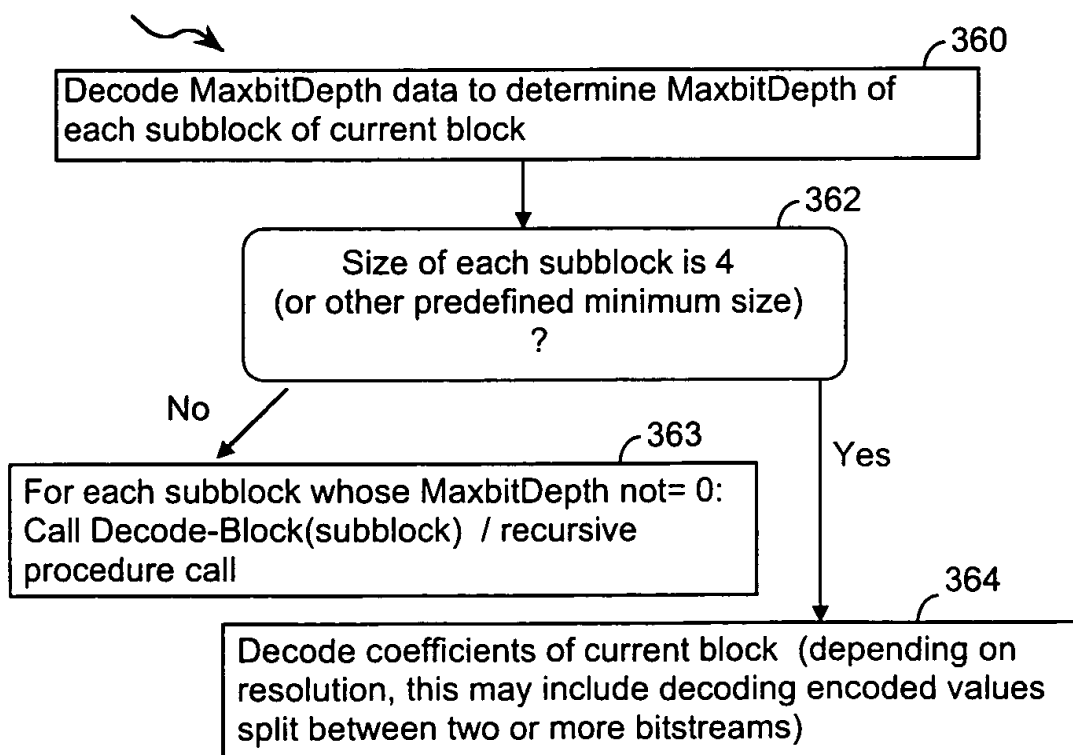 360
Decode MaxbitDepth data to determine MaxbitDepth of
each subblock of current block
362
Size of each subblock is 4
(or other predefined minimum size)
?
No
Yes
363
For each subblock whose MaxbitDepth not= 0:
Call Decode-Block(subblock) / recursive
procedure call
364
Decode coefficients of current block (depending on
resolution, this may include decoding encoded values
split between two or more bitstreams)